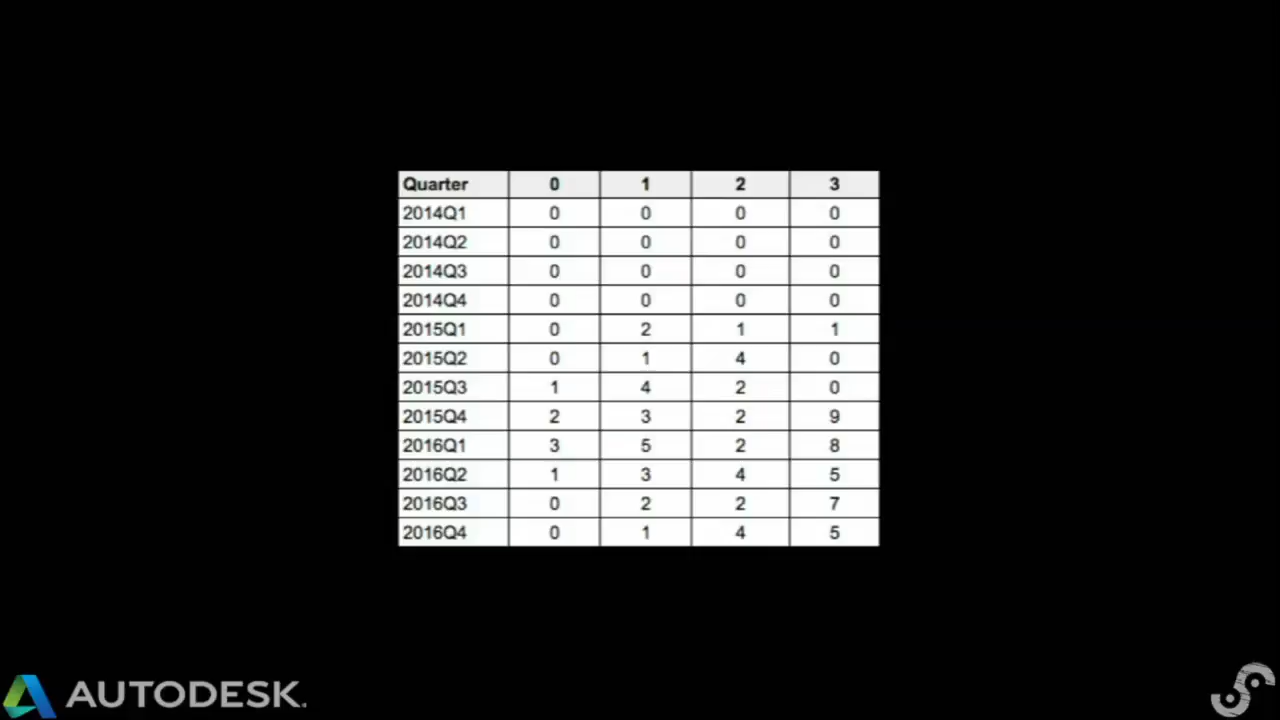 Quarter 0 1 2 3
2014Q1 0 0 0 0
2014Q2 0 0 0 0
2014Q3 0 0 0 0
2014Q4 0 0 0 0
2015Q1 0 2 1 1
2015Q2 0 1 4 0
2015Q3 1 4 2 0
2015Q4 2 3 2 9
2016Q1 3 5 2 8
2016Q2 1 3 4 5
2016Q3 0 2 2 7
2016Q4 0 1 4 5
AUTODESK.